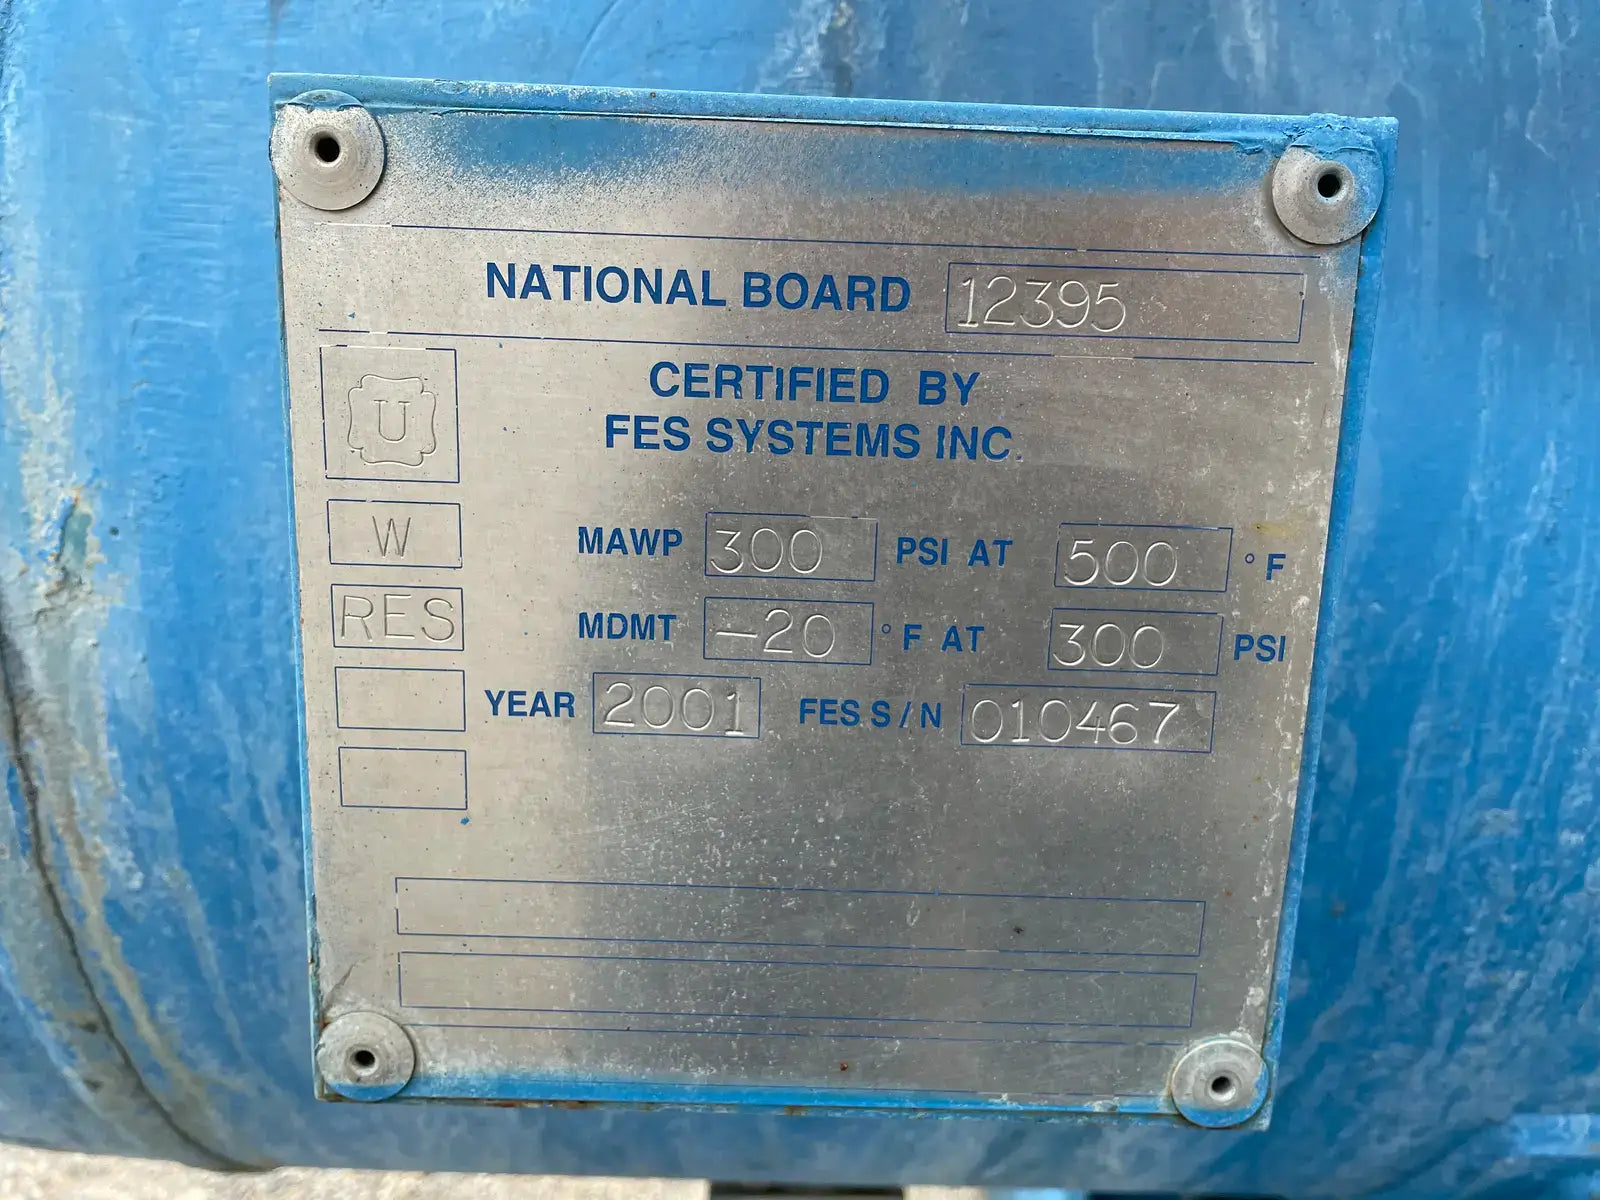 NATIONAL BOARD 12395
U
CERTIFIED BY
FES SYSTEMS INC.
W
MAWP 300 PSI AT 500 °F
RES
MDMT -20 °F AT 300 PSI
YEAR 2001 FES S/N 010467